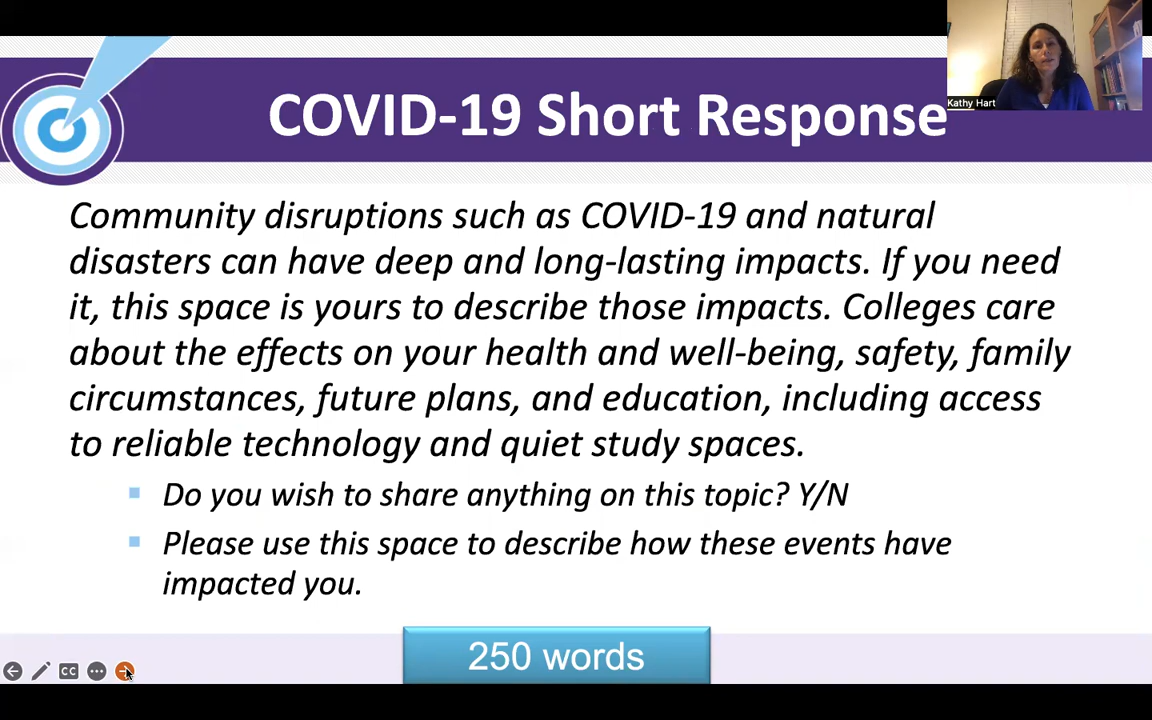 COVID-19 Short Response
Kathy Hart
Community disruptions such as COVID-19 and natural
disasters can have deep and long-lasting impacts. If you need
it, this space is yours to describe those impacts. Colleges care
about the effects on your health and well-being, safety, family
circumstances, future plans, and education, including access
to reliable technology and quiet study spaces.
Do you wish to share anything on this topic? Y/N
Please use this space to describe how these events have
impacted you.
250 words
CC